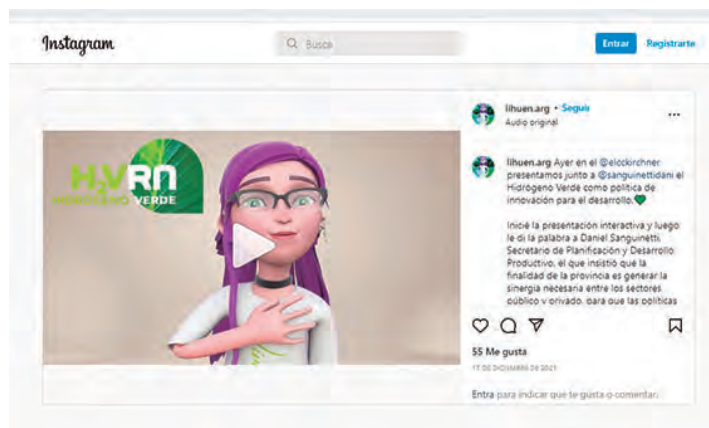 Instagram
Busca
Entrar
Registrarte
lihuen.arg • Seguir
Audio original
lihuen.arg Ayer en el @elcckirchner
presentamos junto a @sanguinettidani el
Hidrógeno Verde como política de
innovación para el desarrollo.💚
Inicié la presentación interactiva y luego
le di la palabra a Daniel Sanguinetti,
Secretario de Planificación y Desarrollo
Productivo, el que insistió que la
finalidad de la provincia es generar la
sinergia necesaria entre los sectores
público y privado, para que las políticas
H₂VRN
HIDRÓGENO VERDE
55 Me gusta
17 DE DICIEMBRE DE 2021
Entra para indicar que te gusta o comentar.